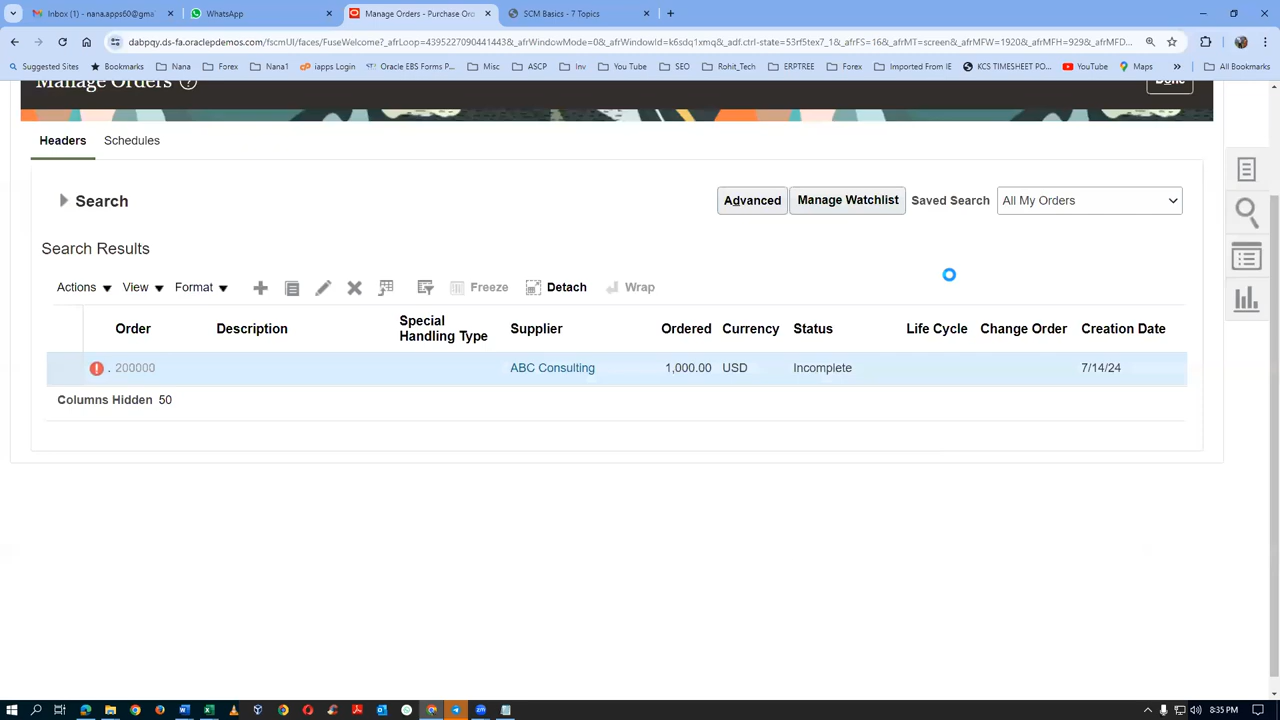 Inbox (1) - nana.apps60@gmai
WhatsApp
Manage Orders - Purchase Ord
SCM Basics - 7 Topics
dabpqy.ds-fa.oraclepdemos.com/fscmUI/faces/FuseWelcome?_afrLoop=4395227090441443&_afrWindowMode=0&_afrWindowId=k6sdq1xmq&_adf.ctrl-state=53rf5tex7_1&_afrFS=16&_afrMT=screen&_afrMFW=1920&_afrMFH=929&_afrMFD...
Suggested Sites Bookmarks Nana Forex Nana1 iapps Login Oracle EBS Forms P... Misc ASCP Inv You Tube SEO Rohit_Tech ERPTREE Forex Imported From IE KCS TIMESHEET PO... YouTube Maps » All Bookmarks
Manage Orders ? Done
Headers Schedules
Search Advanced Manage Watchlist Saved Search All My Orders
Search Results
Actions View Format Freeze Detach Wrap
Order Description Special Handling Type Supplier Ordered Currency Status Life Cycle Change Order Creation Date
200000 ABC Consulting 1,000.00 USD Incomplete 7/14/24
Columns Hidden 50
8:35 PM